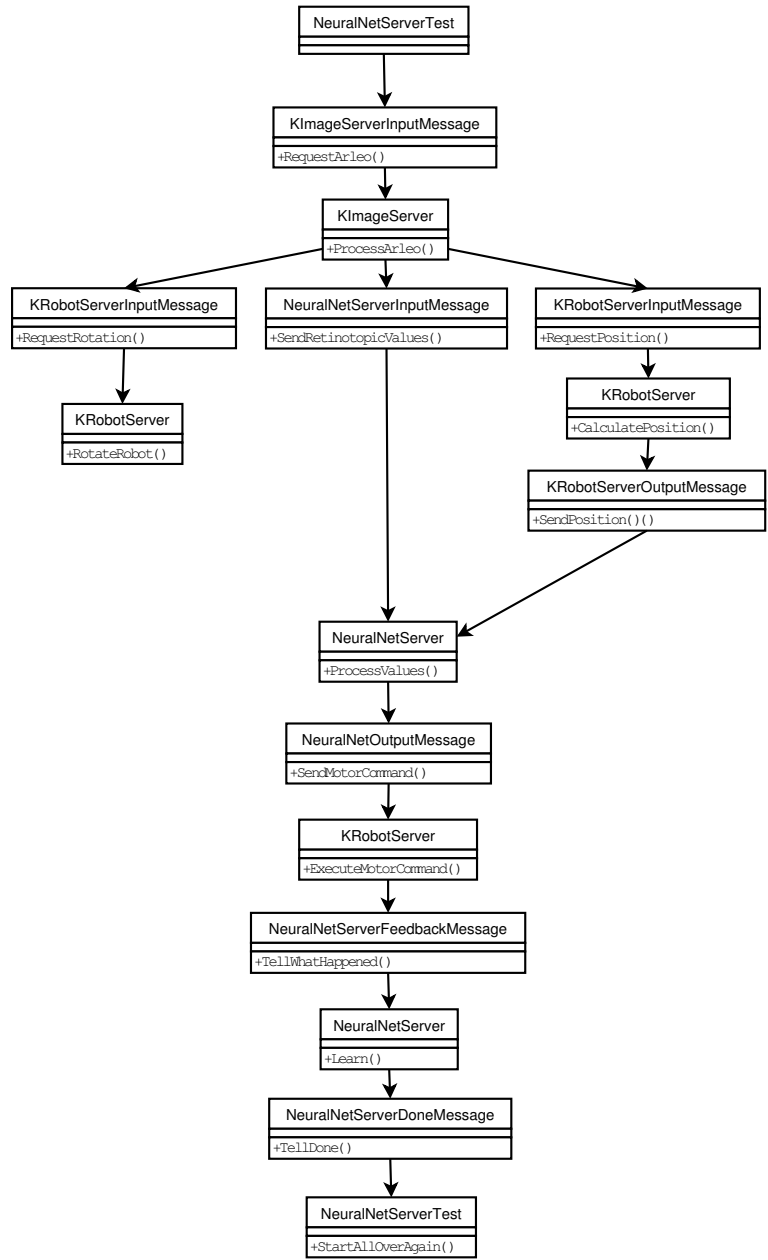 NeuralNetServerTest
KImageServerInputMessage
+RequestArleo()
KImageServer
+ProcessArleo()
KRobotServerInputMessage
+RequestRotation()
NeuralNetServerInputMessage
+SendRetinotopicValues()
KRobotServerInputMessage
+RequestPosition()
KRobotServer
+RotateRobot()
KRobotServer
+CalculatePosition()
KRobotServerOutputMessage
+SendPosition()()
NeuralNetServer
+ProcessValues()
NeuralNetOutputMessage
+SendMotorCommand()
KRobotServer
+ExecuteMotorCommand()
NeuralNetServerFeedbackMessage
+TellWhatHappened()
NeuralNetServer
+Learn()
NeuralNetServerDoneMessage
+TellDone()
NeuralNetServerTest
+StartAllOverAgain()